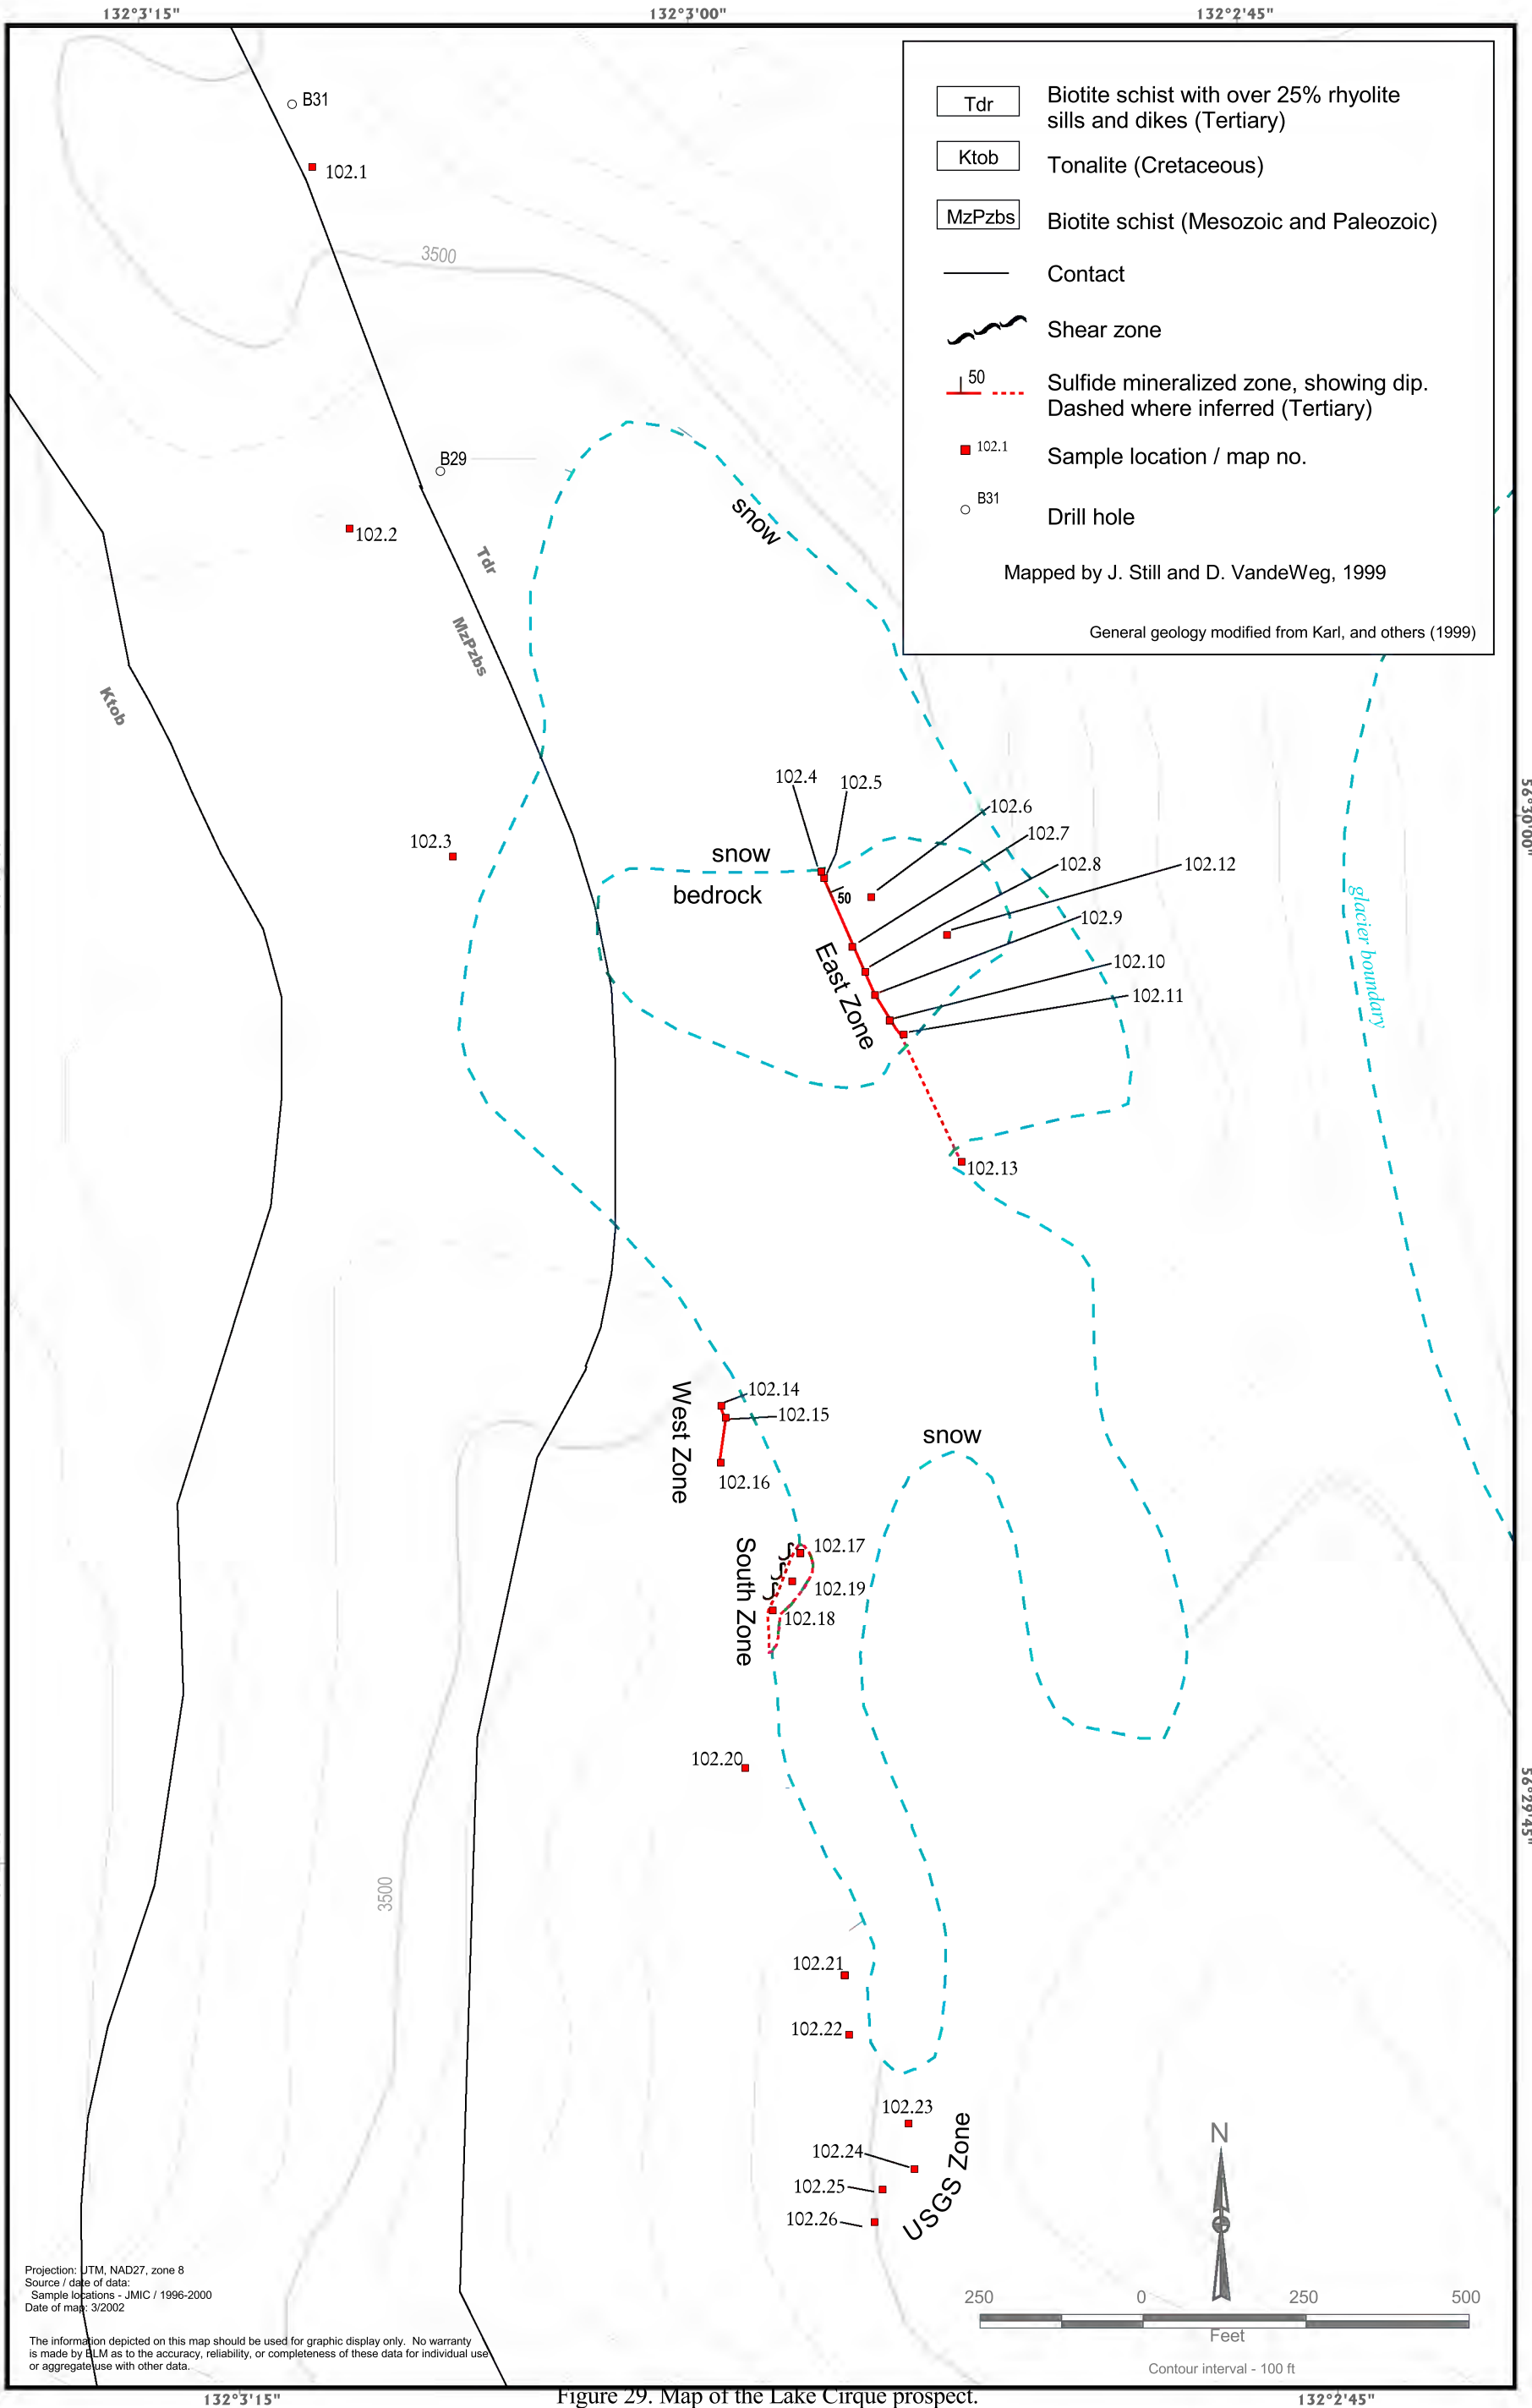 132°3'15"
132°3'00"
132°2'45"
Tdr
Biotite schist with over 25% rhyolite
sills and dikes (Tertiary)
Ktob
Tonalite (Cretaceous)
MzPzbs
Biotite schist (Mesozoic and Paleozoic)
Contact
Shear zone
50
Sulfide mineralized zone, showing dip.
Dashed where inferred (Tertiary)
102.1
Sample location / map no.
B31
Drill hole
Mapped by J. Still and D. VandeWeg, 1999
General geology modified from Karl, and others (1999)
B31
102.1
3500
B29
102.2
snow
Tdr
MzPzbs
Ktob
102.4
102.5
102.6
56°30'00"
102.7
102.3
snow
102.8
102.12
bedrock
50
102.9
glacier boundary
East Zone
102.10
102.11
102.13
West Zone
102.14
102.15
snow
102.16
South Zone
102.17
102.19
102.18
102.20
56°29'45"
3500
102.21
102.22
102.23
102.24
USGS Zone
102.25
102.26
N
Projection: UTM, NAD27, zone 8
Source / date of data:
Sample locations - JMIC / 1996-2000
Date of map: 3/2002
250 0 250 500
Feet
Contour interval - 100 ft
The information depicted on this map should be used for graphic display only. No warranty
is made by BLM as to the accuracy, reliability, or completeness of these data for individual use
or aggregate use with other data.
132°3'15"
132°2'45"
Figure 29. Map of the Lake Cirque prospect.